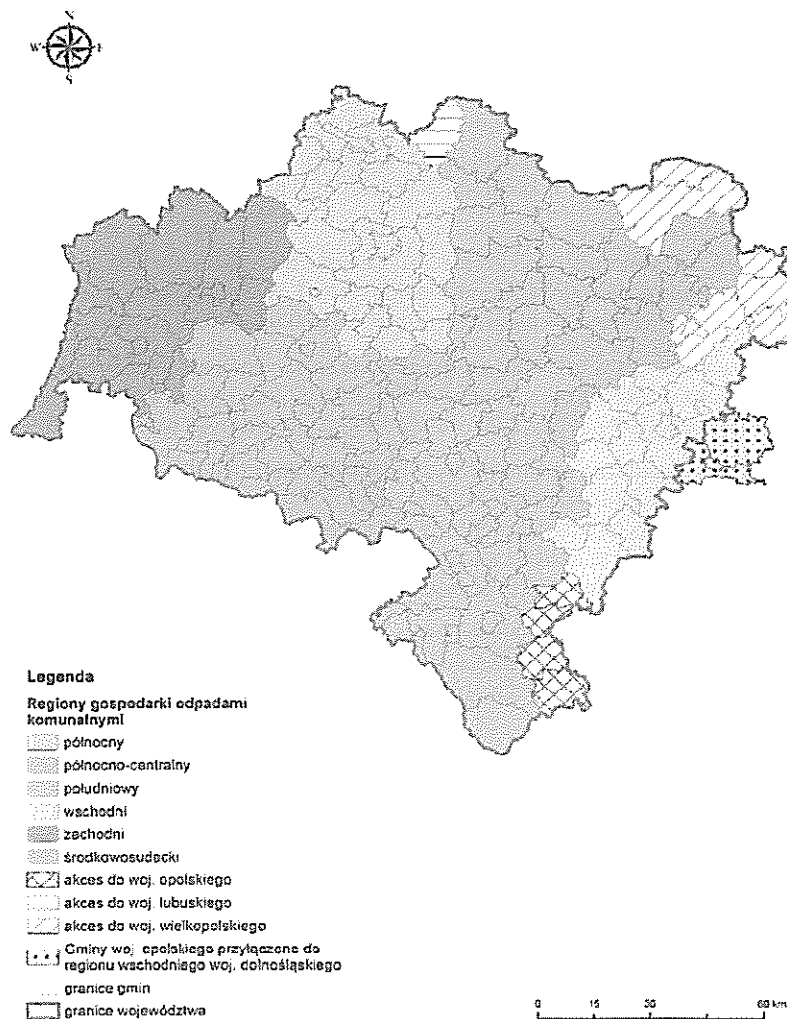 N
W E
S
Legenda
Regiony gospodarki odpadami
komunalnymi
północny
północno-centralny
południowy
wschodni
zachodni
środkowosudecki
akces do woj. opolskiego
akces do woj. lubuskiego
akces do woj. wielkopolskiego
Gminy woj. opolskiego przyłączone do
regionu wschodniego woj. dolnośląskiego
granice gmin
granice województwa
0 15 30 60 km